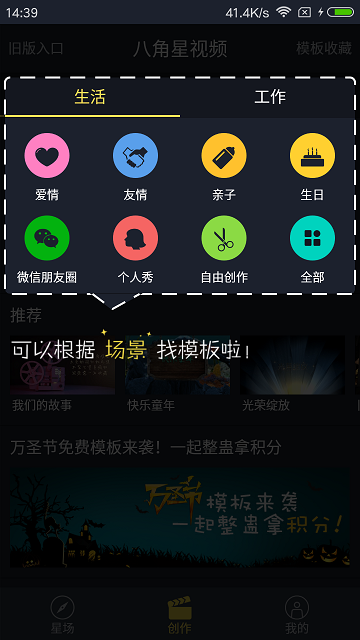 14:39 41.4K/s
旧版入口 八角星视频 模板收藏
生活 工作
爱情 友情 亲子 生日
微信朋友圈 个人秀 自由创作 全部
推荐
可以根据 场景 找模板啦！
我们的故事 快乐童年 光荣绽放
万圣节免费模板来袭！一起整蛊拿积分
万圣节 模板来袭
一起整蛊拿积分！
星场 创作 我的